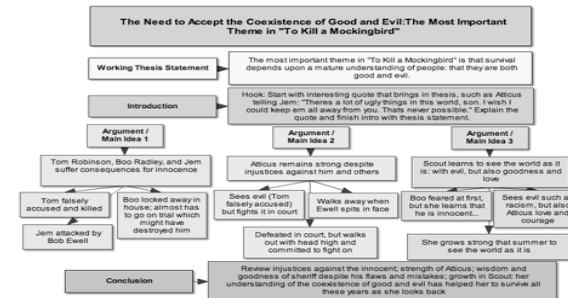 The Need to Accept the Coexistence of Good and Evil:The Most Important
Theme in "To Kill a Mockingbird"
Working Thesis Statement
The most important theme in "To Kill a Mockingbird" is that survival
depends upon a mature understanding of people: that they are both
good and evil.
Introduction
Hook: Start with interesting quote that brings in thesis, such as Atticus
telling Jem: "Theres a lot of ugly things in this world, son. I wish I
could keep em all away from you. Thats never possible." Explain the
quote and finish intro with thesis statement.
Argument /
Main Idea 1
Tom Robinson, Boo Radley, and Jem
suffer consequences for innocence
Tom falsely
accused and killed
Jem attacked by
Bob Ewell
Boo locked away in
house; almost has
to go on trial which
might have
destroyed him
Argument /
Main Idea 2
Atticus remains strong despite
injustices against him and others
Sees evil (Tom
falsely accused)
but fights it in court
Walks away when
Ewell spits in face
Defeated in court, but walks
out with head high and
committed to fight on
Argument /
Main Idea 3
Scout learns to see the world as it
is: with evil, but also goodness and
love
Boo feared at first,
but she learns that
he is innocent...
Sees evil such a
racism, but also
Atticus love and
courage
She grows strong that summer to
see the world as it is
Conclusion
Review injustices against the innocent; strength of Atticus; wisdom and
goodness of sheriff despite his flaws and mistakes; growth in Scout: her
understanding of the coexistence of good and evil has helped her to survive all
these years as she looks back